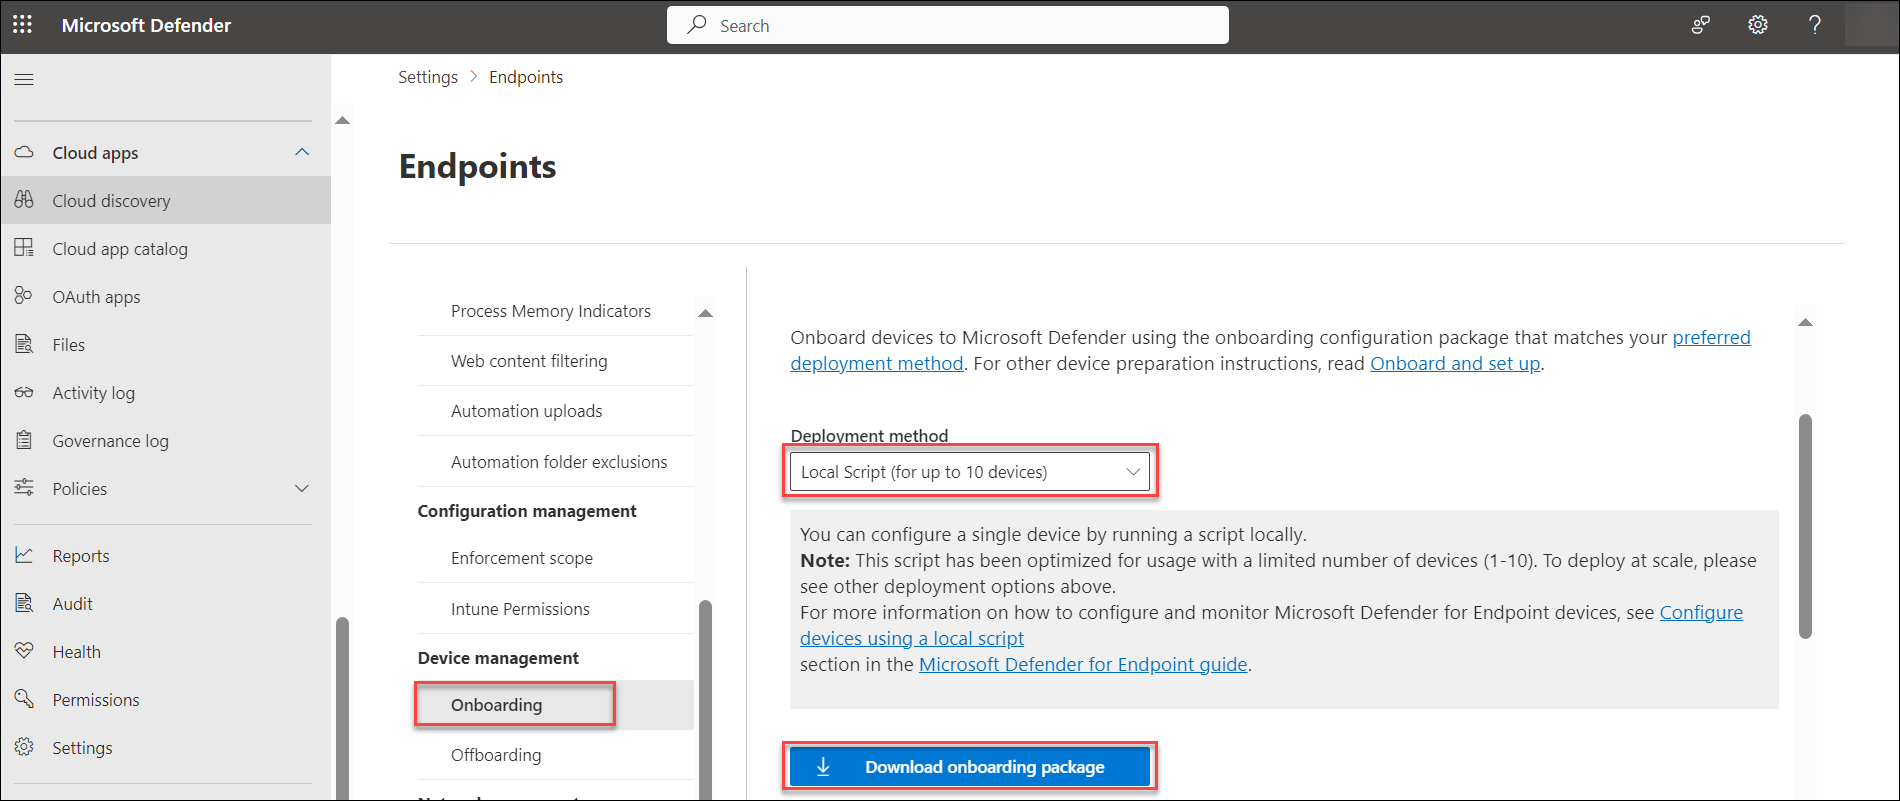 Microsoft Defender
Search
Settings > Endpoints
Cloud apps
Cloud discovery
Cloud app catalog
OAuth apps
Files
Activity log
Governance log
Policies
Reports
Audit
Health
Permissions
Settings
Endpoints
Process Memory Indicators
Web content filtering
Automation uploads
Automation folder exclusions
Configuration management
Enforcement scope
Intune Permissions
Device management
Onboarding
Offboarding
Onboard devices to Microsoft Defender using the onboarding configuration package that matches your preferred
deployment method. For other device preparation instructions, read Onboard and set up.
Deployment method
Local Script (for up to 10 devices)
You can configure a single device by running a script locally.
Note: This script has been optimized for usage with a limited number of devices (1-10). To deploy at scale, please
see other deployment options above.
For more information on how to configure and monitor Microsoft Defender for Endpoint devices, see Configure
devices using a local script
section in the Microsoft Defender for Endpoint guide.
Download onboarding package